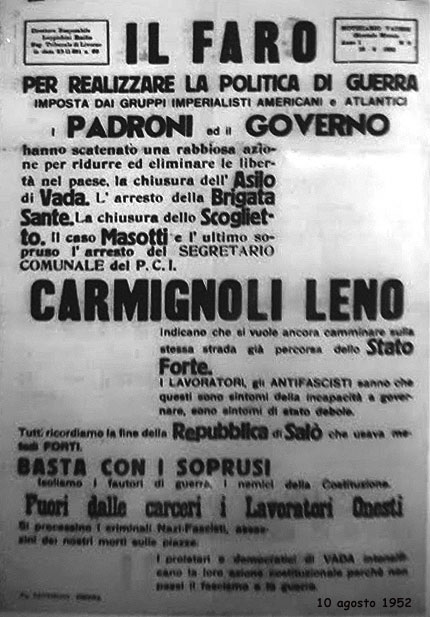 Direttore Responsabile
IL FARO
NOTIZIARIO VADESE
PER REALIZZARE LA POLITICA DI GUERRA
IMPOSTA DAI GRUPPI IMPERIALISTI AMERICANI e ATLANTICI
I PADRONI ed il GOVERNO
hanno scatenato una rabbiosa azio-
ne per ridurre ed eliminare le liber-
tà nel paese, la chiusura dell' Asilo
di Vada. L' arresto della Brigata
Sante. La chiusura dello Scogliet-
to. Il caso Masotti e l' ultimo so-
pruso l' arresto del SEGRETARIO
COMUNALE del P.C.I.
CARMIGNOLI LENO
indicano che si vuole ancora camminare sulla
stessa strada già percorsa dello Stato
Forte.
I LAVORATORI, gli ANTIFASCISTI sanno che
questi sono sintomi della incapacità a gover-
nare, sono sintomi di stato debole.
Tutti ricordiamo la fine della Repubblica di Salò che usava me-
todi FORTI.
BASTA CON I SOPRUSI
Isoliamo i fautori di guerra, i nemici della Costituzione.
Fuori dalle carceri i Lavoratori Onesti
Si processino i criminali Nazi-Fascisti, assas-
sini dei nostri morti sulle piazze.
I proletari e democratici di VADA intensifi-
cano la loro azione costituzionale perchè non
passi il fascismo e la guerra.
10 agosto 1952